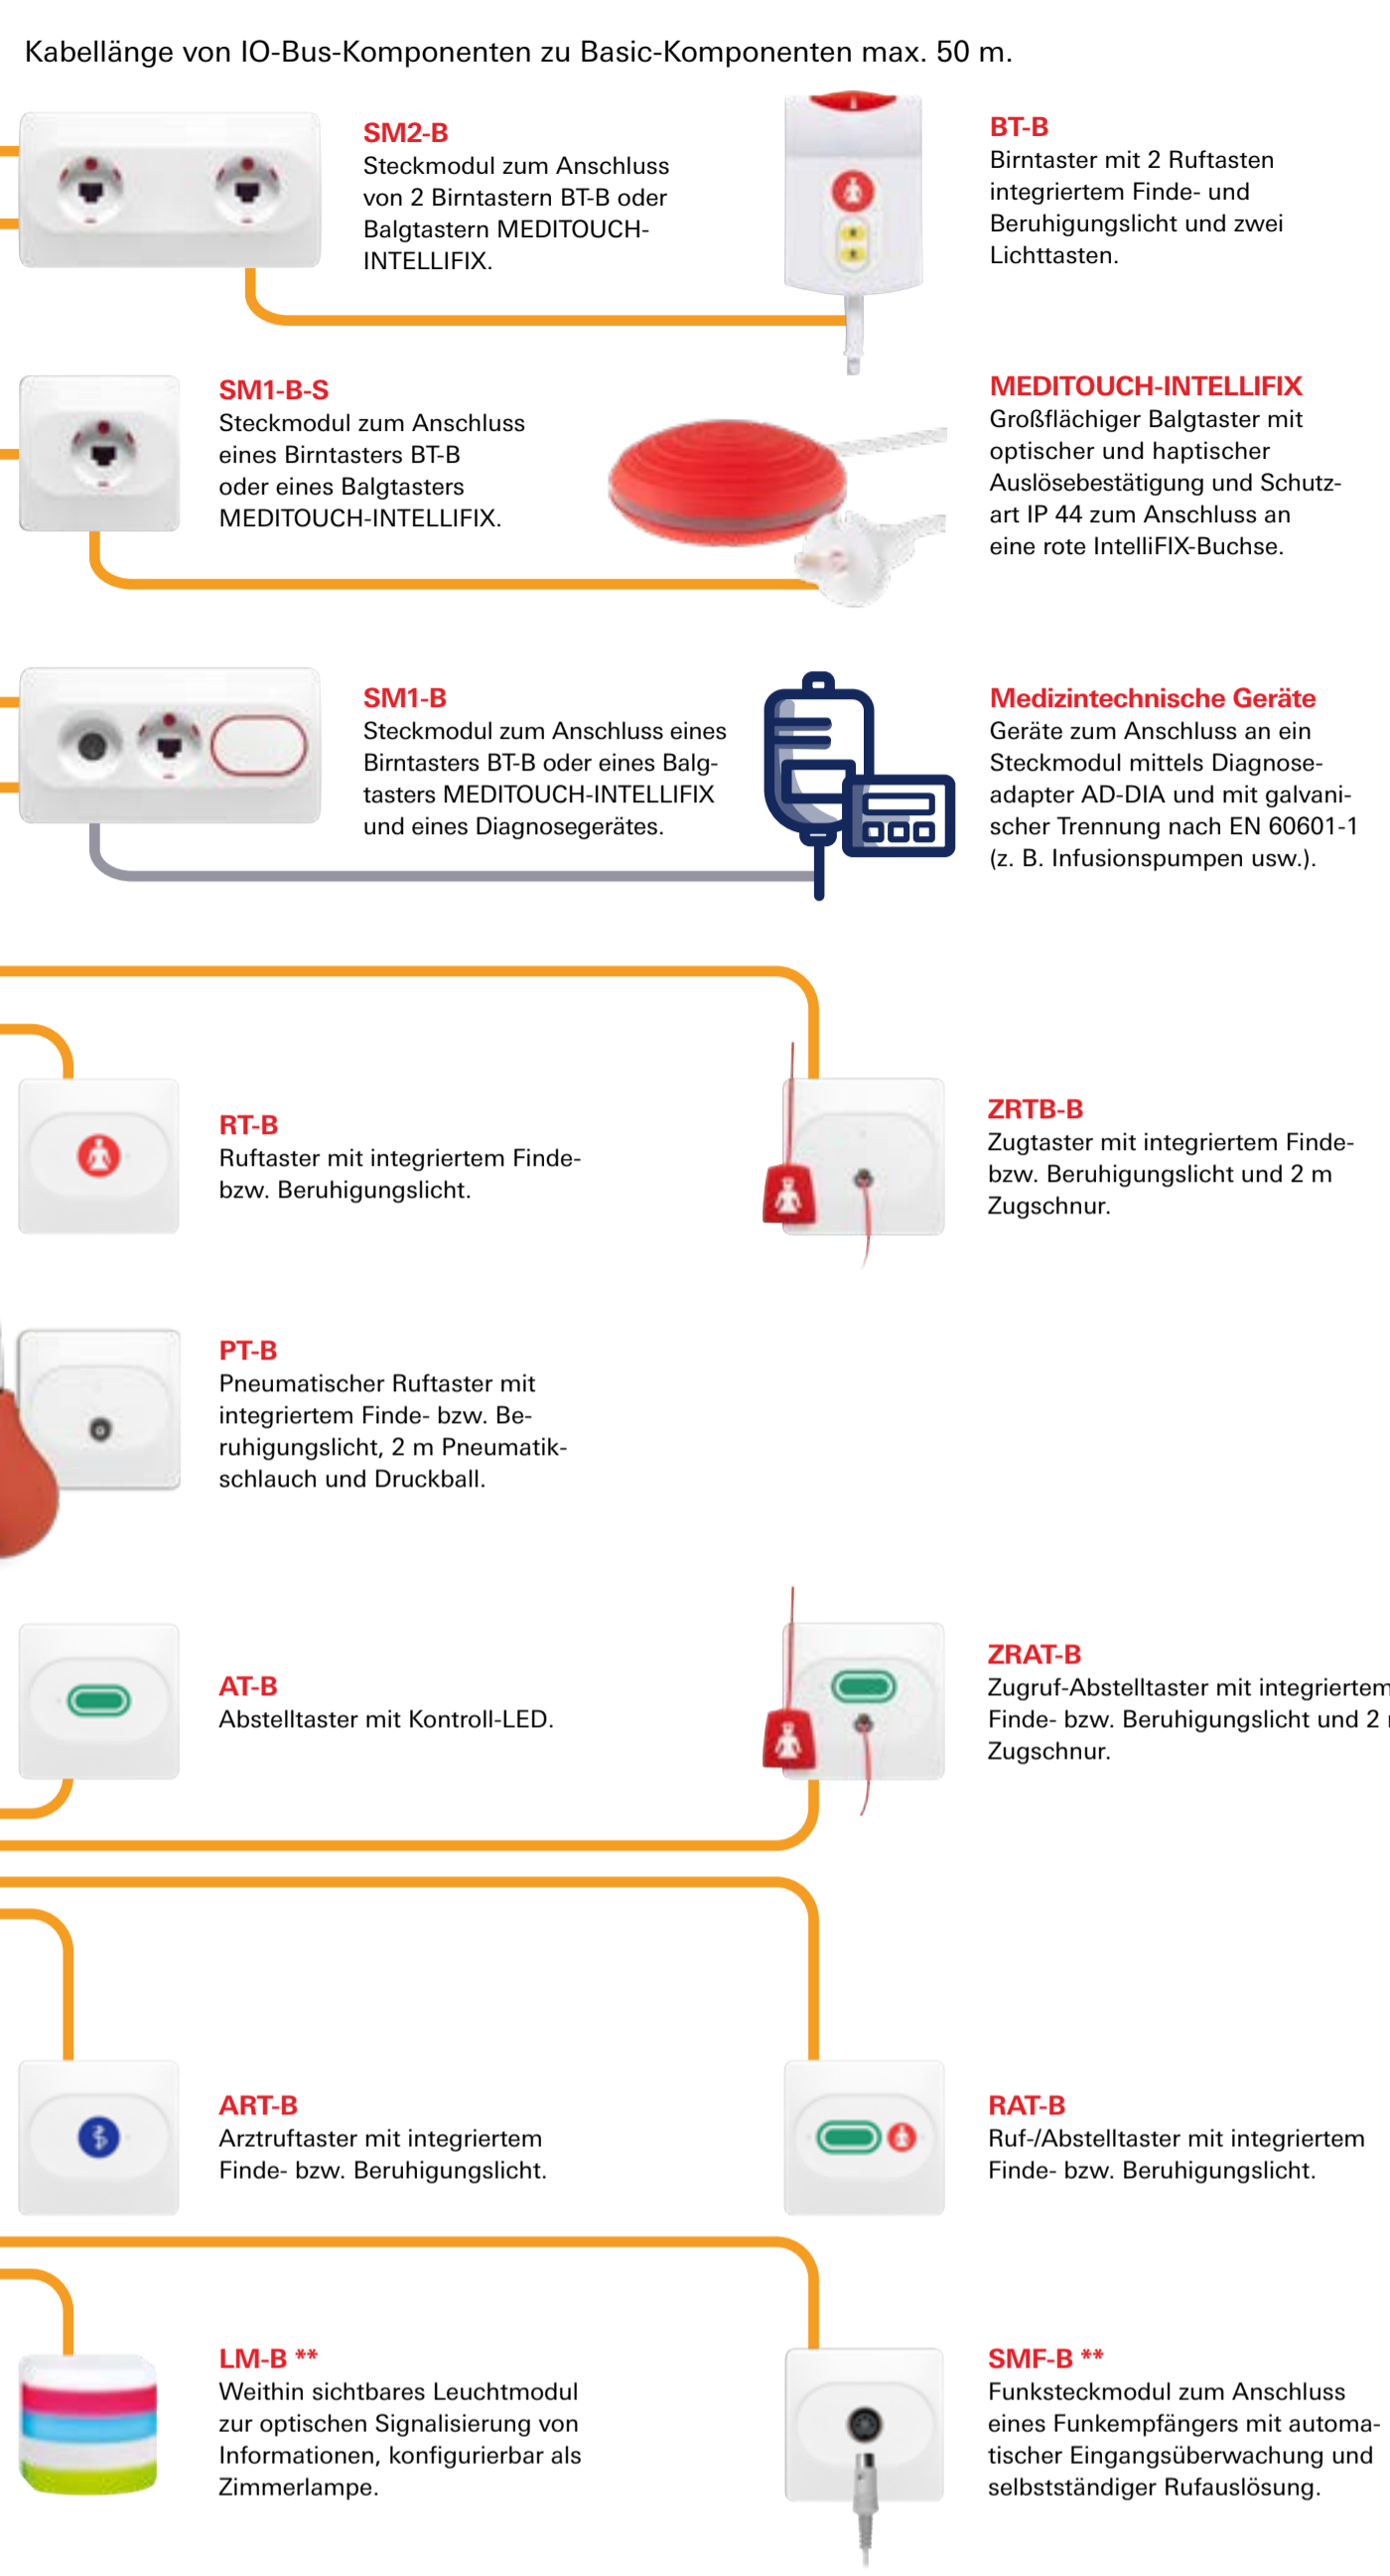 Kabellänge von IO-Bus-Komponenten zu Basic-Komponenten max. 50 m.
SM2-B
Steckmodul zum Anschluss
von 2 Birntastern BT-B oder
Balgtastern MEDITOUCH-
INTELLIFIX.
BT-B
Birntaster mit 2 Ruftasten
integriertem Finde- und
Beruhigungslicht und zwei
Lichttasten.
SM1-B-S
Steckmodul zum Anschluss
eines Birntasters BT-B
oder eines Balgtasters
MEDITOUCH-INTELLIFIX.
MEDITOUCH-INTELLIFIX
Großflächiger Balgtaster mit
optischer und haptischer
Auslösebestätigung und Schutz-
art IP 44 zum Anschluss an
eine rote IntelliFIX-Buchse.
SM1-B
Steckmodul zum Anschluss eines
Birntasters BT-B oder eines Balg-
tasters MEDITOUCH-INTELLIFIX
und eines Diagnosegerätes.
Medizintechnische Geräte
Geräte zum Anschluss an ein
Steckmodul mittels Diagnose-
adapter AD-DIA und mit galvani-
scher Trennung nach EN 60601-1
(z. B. Infusionspumpen usw.).
RT-B
Ruftaster mit integriertem Finde-
bzw. Beruhigungslicht.
ZRTB-B
Zugtaster mit integriertem Finde-
bzw. Beruhigungslicht und 2 m
Zugschnur.
PT-B
Pneumatischer Ruftaster mit
integriertem Finde- bzw. Be-
ruhigungslicht, 2 m Pneumatik-
schlauch und Druckball.
AT-B
Abstelltaster mit Kontroll-LED.
ZRAT-B
Zugruf-Abstelltaster mit integriertem
Finde- bzw. Beruhigungslicht und 2
Zugschnur.
ART-B
Arztruftaster mit integriertem
Finde- bzw. Beruhigungslicht.
RAT-B
Ruf-/Abstelltaster mit integriertem
Finde- bzw. Beruhigungslicht.
LM-B **
Weithin sichtbares Leuchtmodul
zur optischen Signalisierung von
Informationen, konfigurierbar als
Zimmerlampe.
SMF-B **
Funksteckmodul zum Anschluss
eines Funkempfängers mit automa-
tischer Eingangsüberwachung und
selbstständiger Rufauslösung.